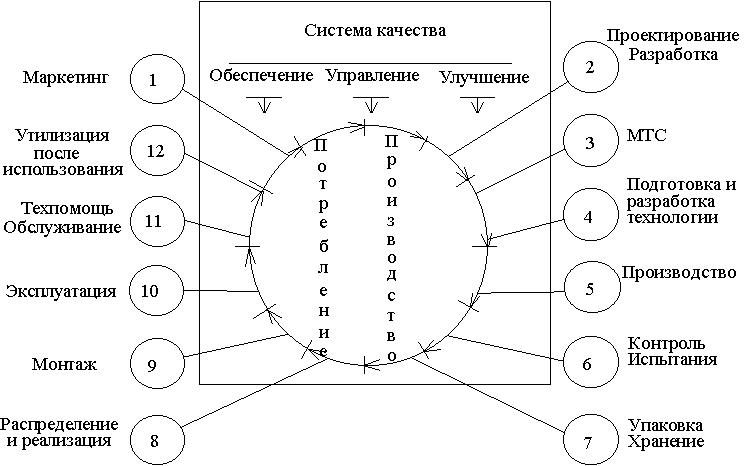 Система качества
Обеспечение Управление Улучшение
Маркетинг
1
Проектирование
Разработка
2
МТС
3
Подготовка и
разработка
технологии
4
Производство
5
Контроль
Испытания
6
Упаковка
Хранение
7
Распределение
и реализация
8
Монтаж
9
Эксплуатация
10
Техпомощь
Обслуживание
11
Утилизация
после
использования
12
Потребление
Производство